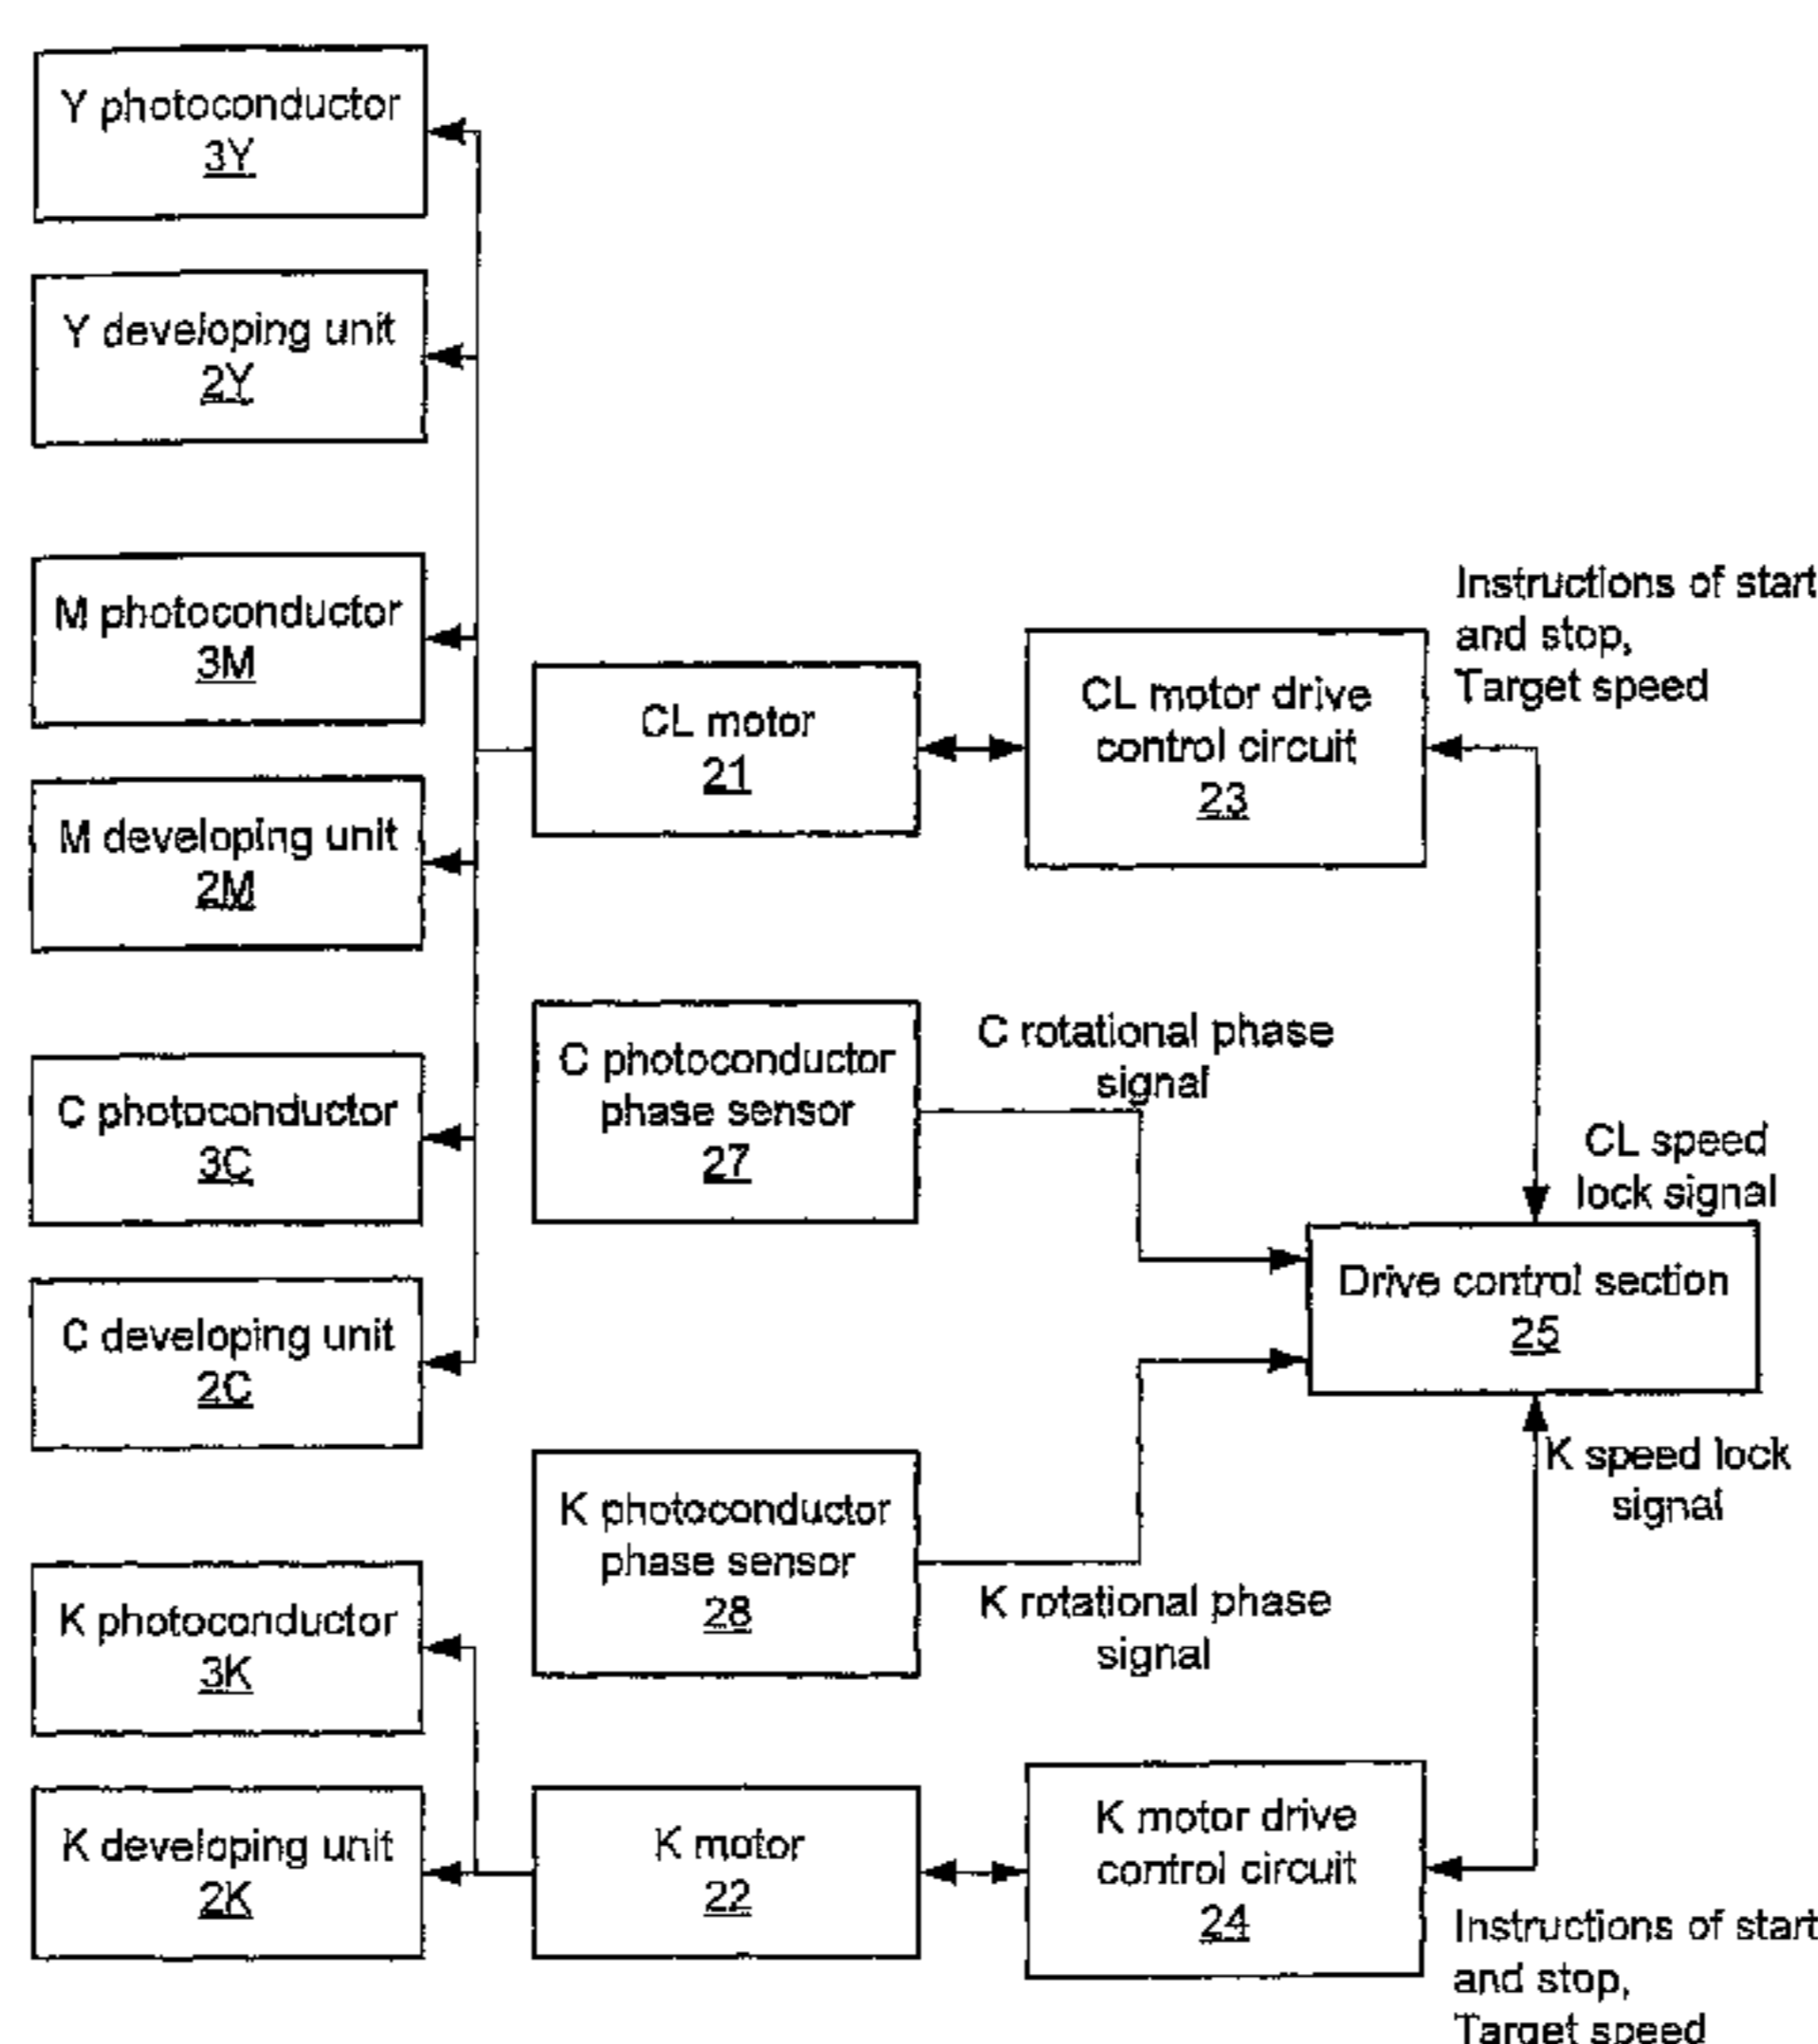 Y photoconductor
3Y
Y developing unit
2Y
M photoconductor
3M
M developing unit
2M
C photoconductor
3C
C developing unit
2C
K photoconductor
3K
K developing unit
2K
CL motor
21
C photoconductor
phase sensor
27
K photoconductor
phase sensor
28
K motor
22
CL motor drive
control circuit
23
Instructions of start
and stop,
Target speed
C rotational phase
signal
CL speed
lock signal
Drive control section
25
K speed lock
signal
K rotational phase
signal
K motor drive
control circuit
24
Instructions of start
and stop,
Target speed